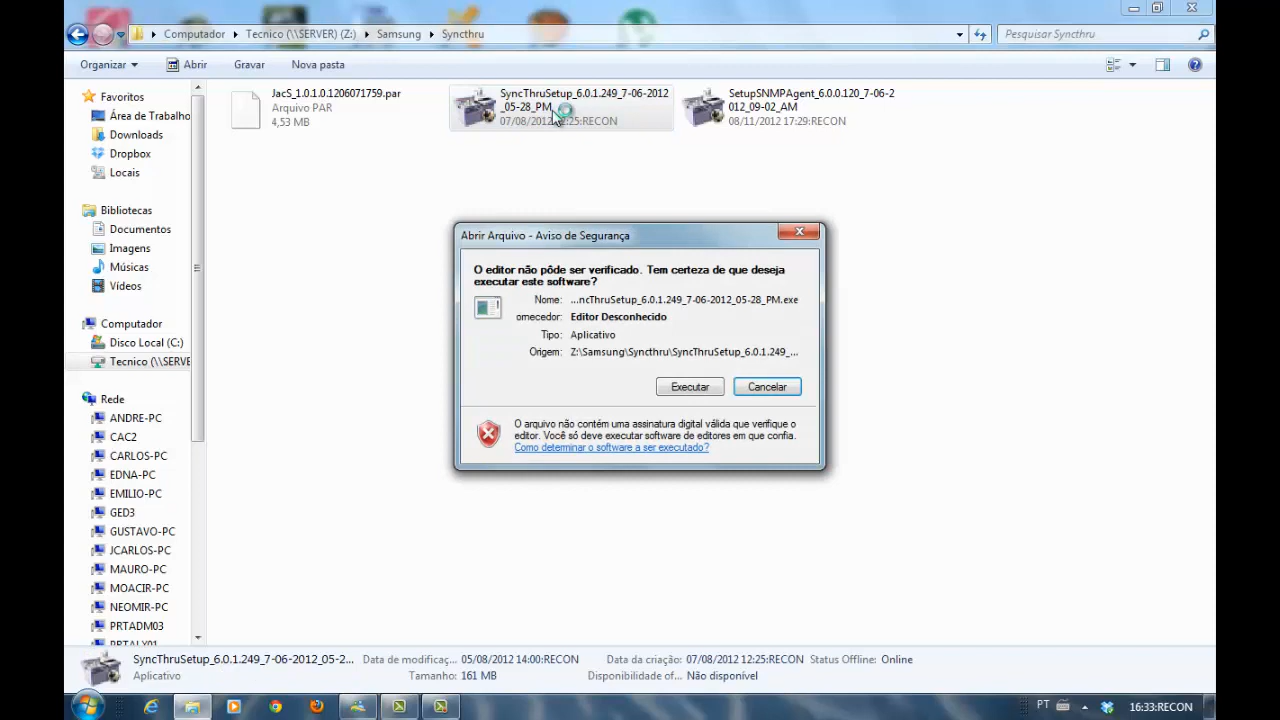 Computador
Tecnico (\\SERVER) (Z:)
Samsung
Syncthru
Pesquisar Syncthru
Organizar
Abrir
Gravar
Nova pasta
Favoritos
Área de Trabalho
Downloads
Dropbox
Locais
Bibliotecas
Documentos
Imagens
Músicas
Vídeos
Computador
Disco Local (C:)
Tecnico (\\SERVE
Rede
ANDRE-PC
CAC2
CARLOS-PC
EDNA-PC
EMILIO-PC
GED3
GUSTAVO-PC
JCARLOS-PC
MAURO-PC
MOACIR-PC
NEOMIR-PC
PRTADM03
PRTALY01
JacS_1.0.1.0.1206071759.par
Arquivo PAR
4,53 MB
SyncThruSetup_6.0.1.249_7-06-2012
_05-28_PM
07/08/2012 12:25:RECON
SetupSNMPAgent_6.0.0.120_7-06-2
012_09-02_AM
08/11/2012 17:29:RECON
Abrir Arquivo - Aviso de Segurança
O editor não pôde ser verificado. Tem certeza de que deseja
executar este software?
Nome: ...ncThruSetup_6.0.1.249_7-06-2012_05-28_PM.exe
omecedor: Editor Desconhecido
Tipo: Aplicativo
Origem: Z:\Samsung\Syncthru\SyncThruSetup_6.0.1.249_...
Executar
Cancelar
O arquivo não contém uma assinatura digital válida que verifique o
editor. Você só deve executar software de editores em que confia.
Como determinar o software a ser executado?
SyncThruSetup_6.0.1.249_7-06-2012_05-2...
Aplicativo
Data de modificaç... 05/08/2012 14:00:RECON
Tamanho: 161 MB
Data da criação: 07/08/2012 12:25:RECON
Disponibilidade of... Não disponível
Status Offline: Online
PT
16:33:RECON